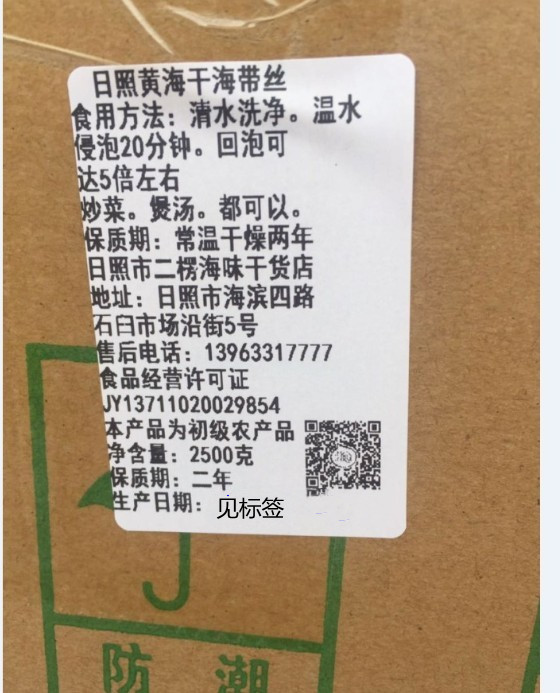 日照黄海干海带丝
食用方法：清水洗净。温水
侵泡20分钟。回泡可
达5倍左右
炒菜。煲汤。都可以。
保质期：常温干燥两年
日照市二楞海味干货店
地址：日照市海滨四路
石臼市场沿街5号
售后电话：13963317777
食品经营许可证
JY13711020029854
本产品为初级农产品
净含量：2500克
保质期：二年
生产日期：见标签
防 潮